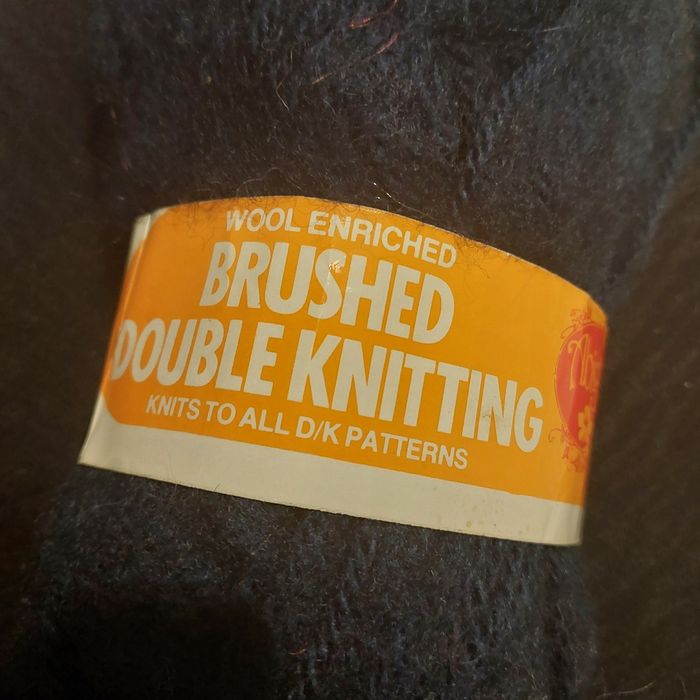 WOOL ENRICHED
BRUSHED
DOUBLE KNITTING
KNITS TO ALL D/K PATTERNS